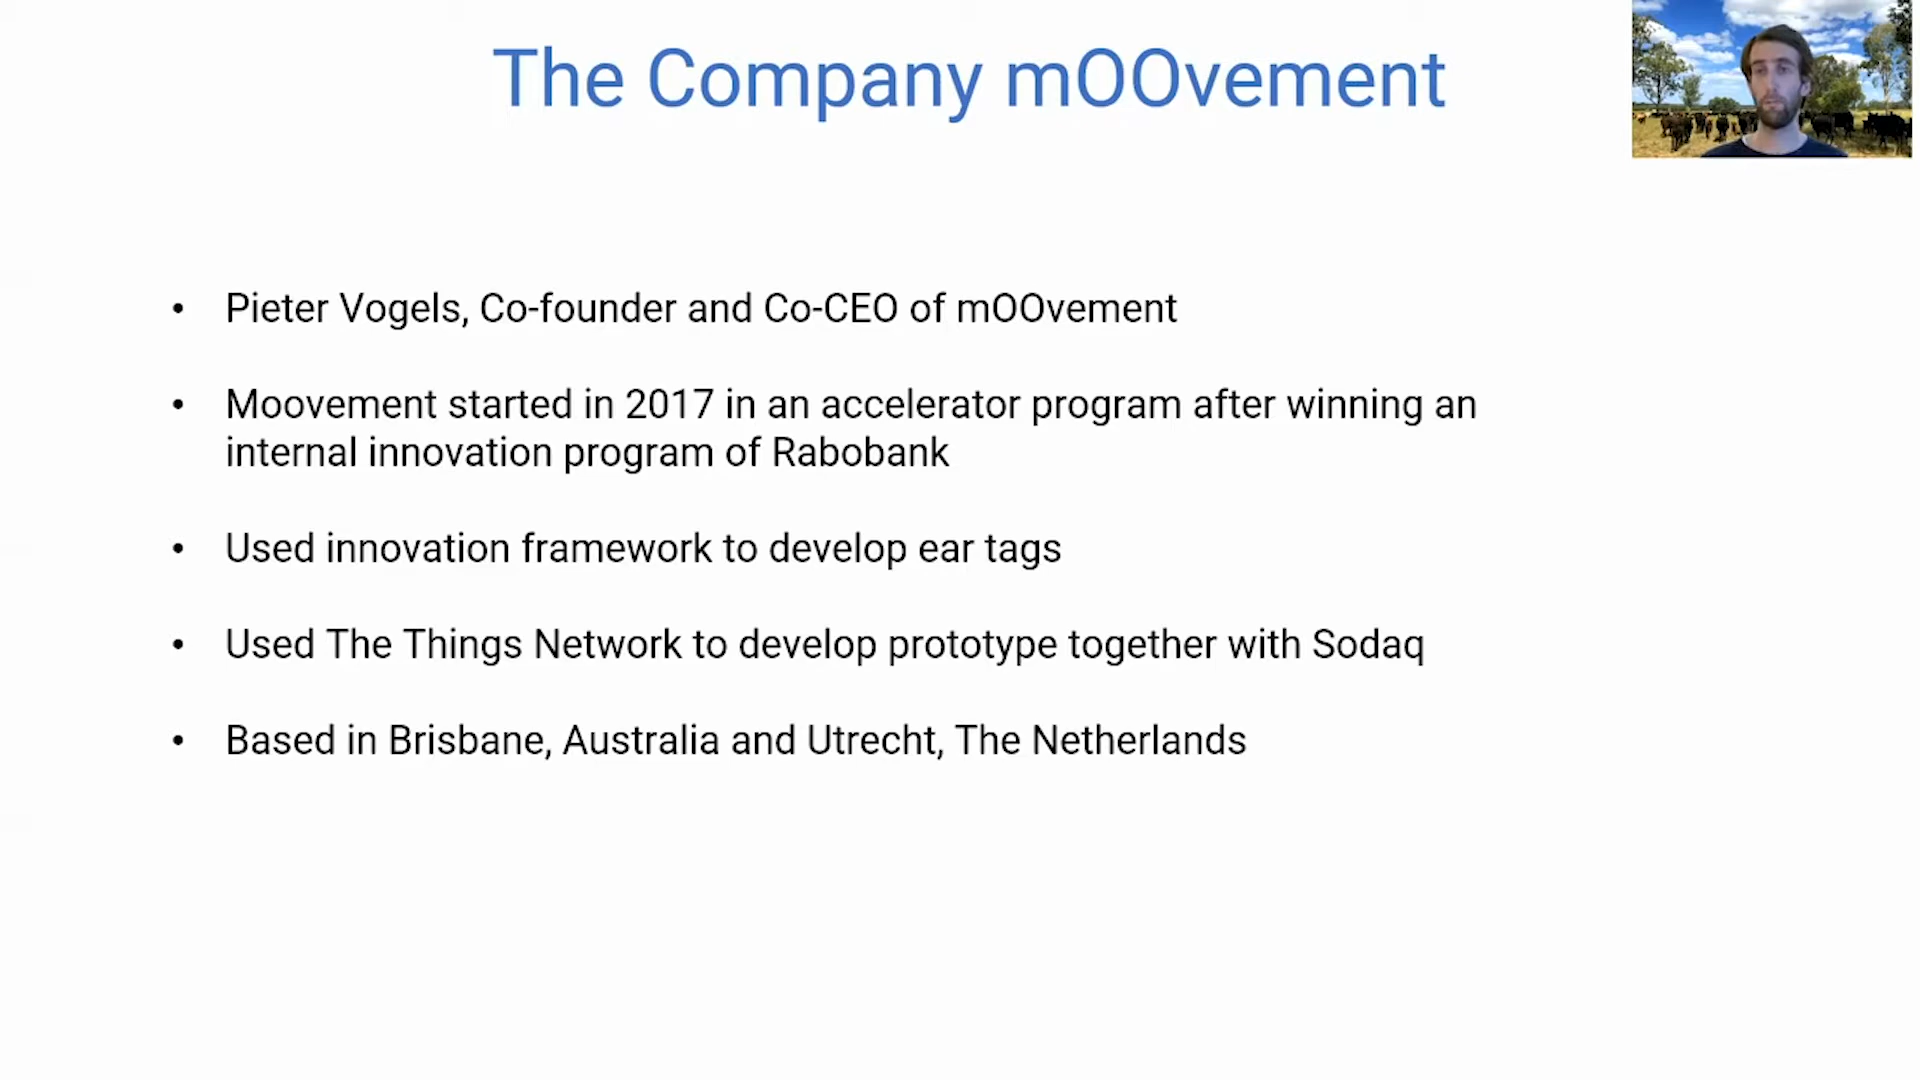 The Company mOOvement
• Pieter Vogels, Co-founder and Co-CEO of mOOvement
• Moovement started in 2017 in an accelerator program after winning an
internal innovation program of Rabobank
• Used innovation framework to develop ear tags
• Used The Things Network to develop prototype together with Sodaq
• Based in Brisbane, Australia and Utrecht, The Netherlands